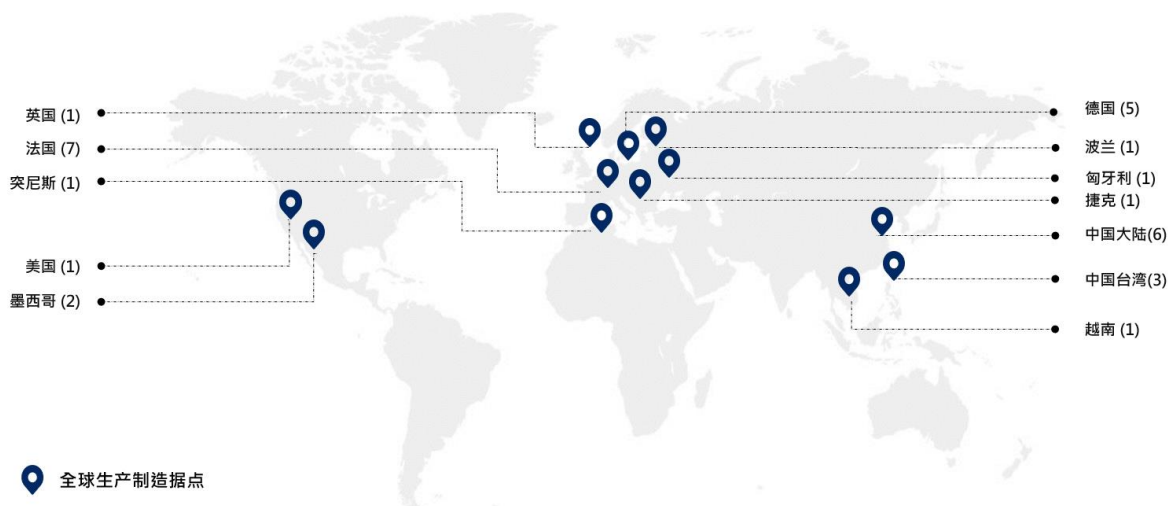 英国 (1)
法国 (7)
突尼斯 (1)
美国 (1)
墨西哥 (2)
德国 (5)
波兰 (1)
匈牙利 (1)
捷克 (1)
中国大陆(6)
中国台湾(3)
越南 (1)
全球生产制造据点